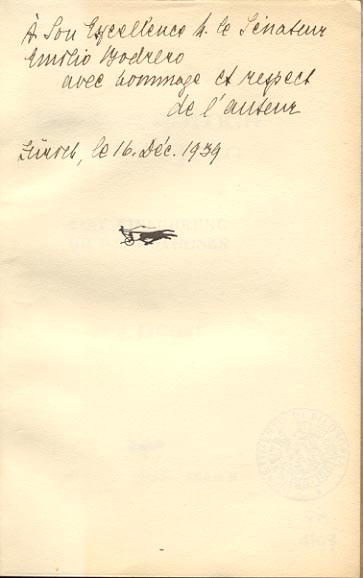 À Son Excellence M. le Sénateur
Emilio Bodrero
avec hommage et respect
de l'auteur
Zürich, le 16. Déc. 1939